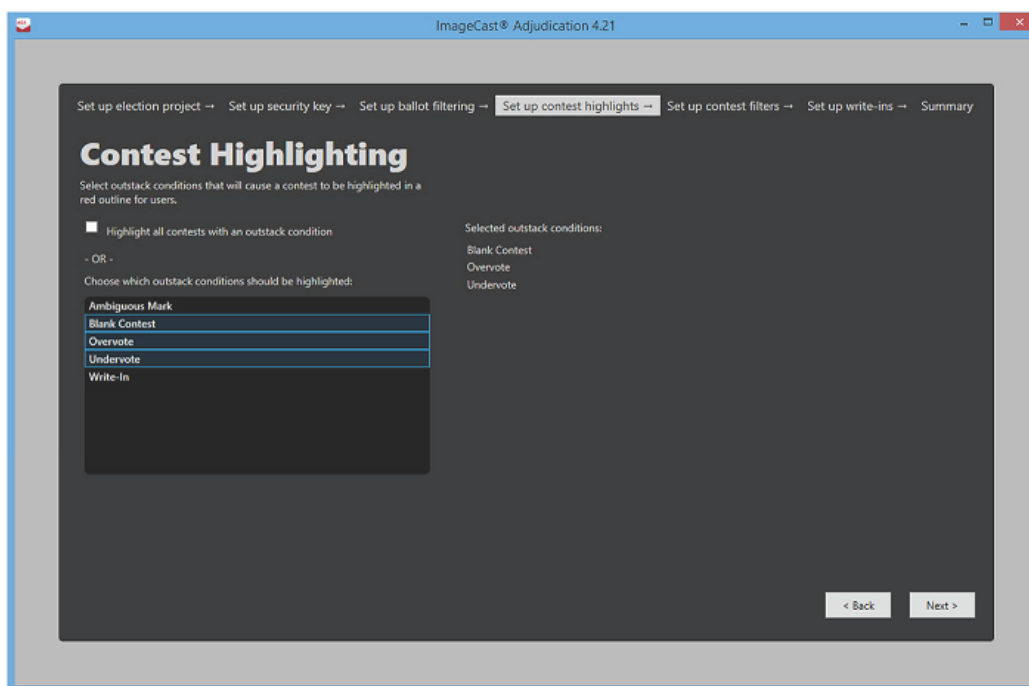 ImageCast® Adjudication 4.21
Set up election project → Set up security key → Set up ballot filtering → Set up contest highlights → Set up contest filters → Set up write-ins → Summary
Contest Highlighting
Select outstack conditions that will cause a contest to be highlighted in a
red outline for users.
Highlight all contests with an outstack condition
- OR -
Choose which outstack conditions should be highlighted:
Ambiguous Mark
Blank Contest
Overvote
Undervote
Write-In
Selected outstack conditions:
Blank Contest
Overvote
Undervote
< Back
Next >